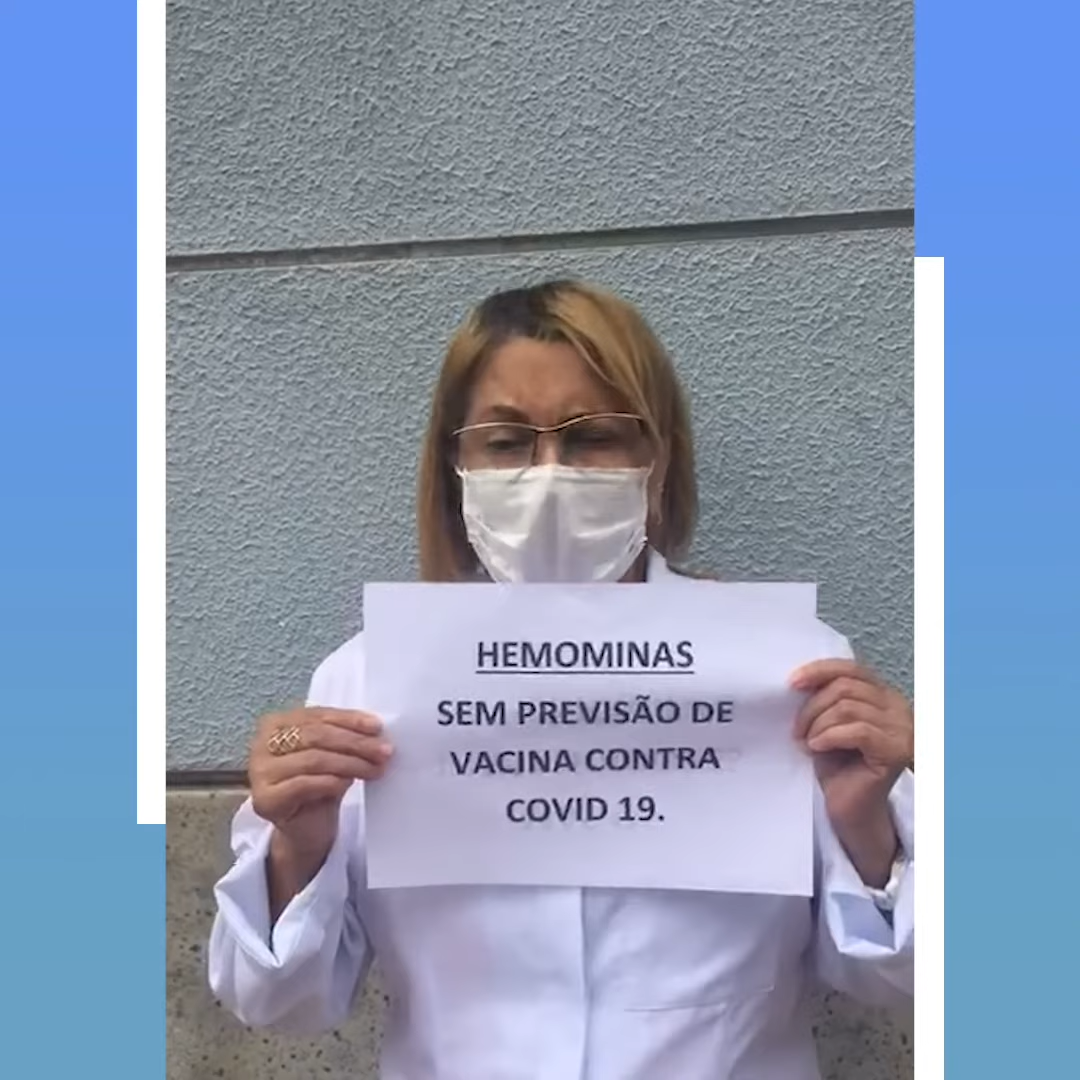 HEMOMINAS
SEM PREVISÃO DE
VACINA CONTRA
COVID 19.